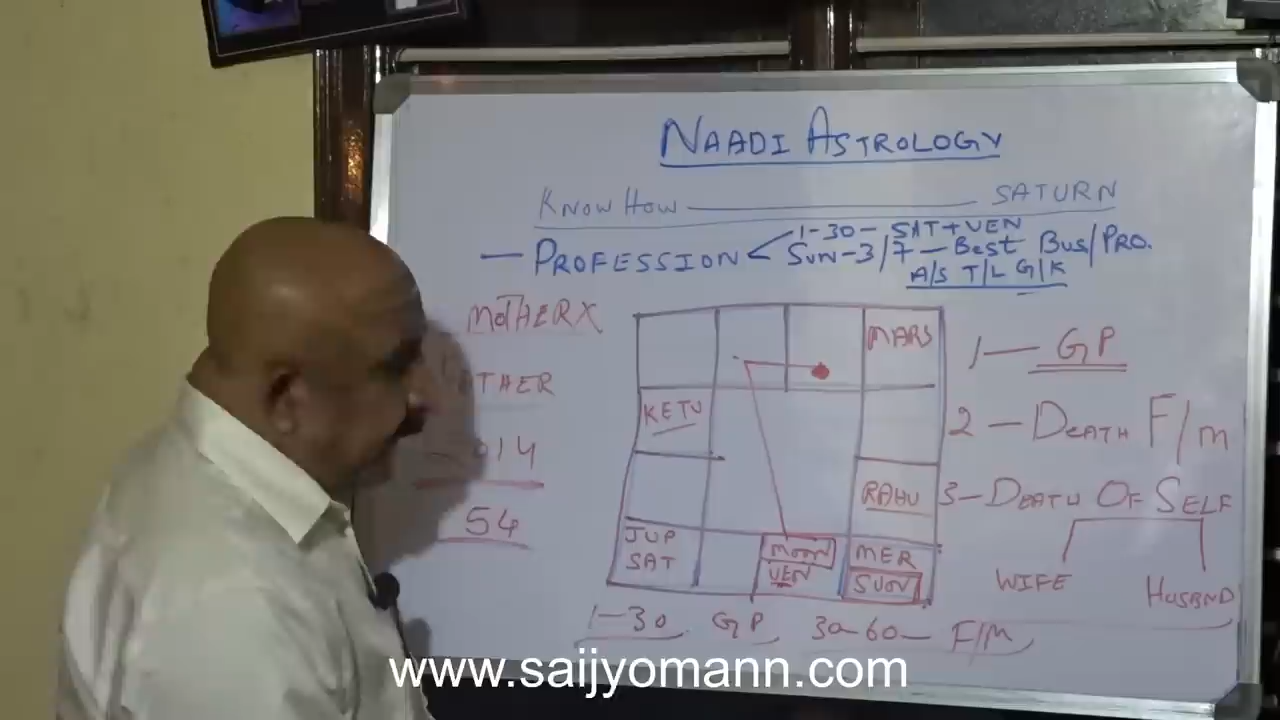 NAADI ASTROLOGY
KNOW HOW ———— SATURN
— PROFESSION < 1-30- SAT+VEN
SUN-3/7-BEST BUS/PRO.
A/S T/L G/K
MOTHER X
ATHER
014
54
MARS
KETU
RAHU
JUP
SAT
MOON
VEN
MER
SUN
1-30 GP 30-60- F/M
1— GP
2 — DEATH F/M
3-DEATH OF SELF
WIFE
HUSBND
www.saijyomann.com